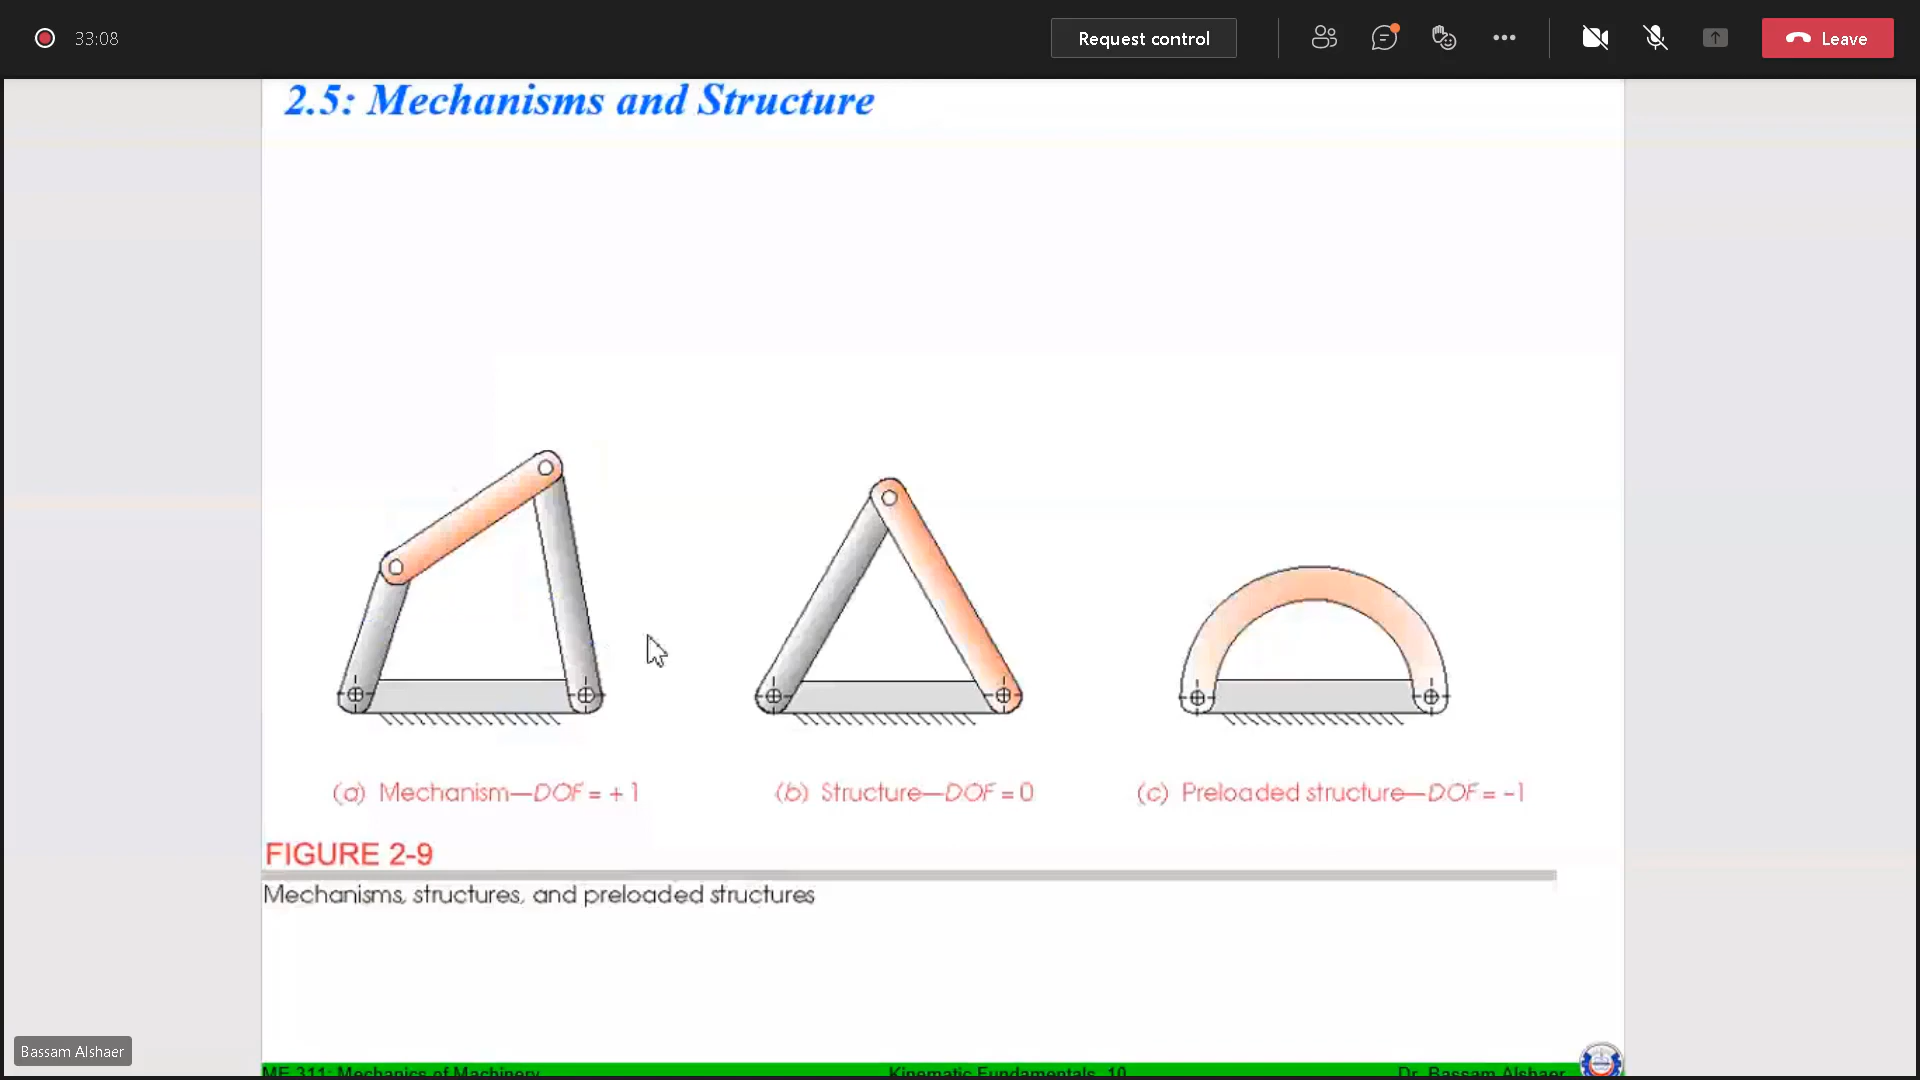 33:08
Request control
Leave
2.5: Mechanisms and Structure
(a) Mechanism—DOF = +1
(b) Structure—DOF = 0
(c) Preloaded structure—DOF = –1
FIGURE 2-9
Mechanisms, structures, and preloaded structures
Bassam Alshaer
ME 311: Mechanics of Machinery
Kinematic Fundamentals 10
Dr. Bassam Alshaer